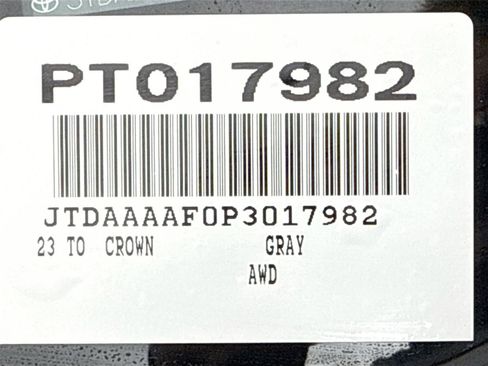 PT017982
JTDAAAAF0P3017982
23 TO CROWN GRAY
AWD